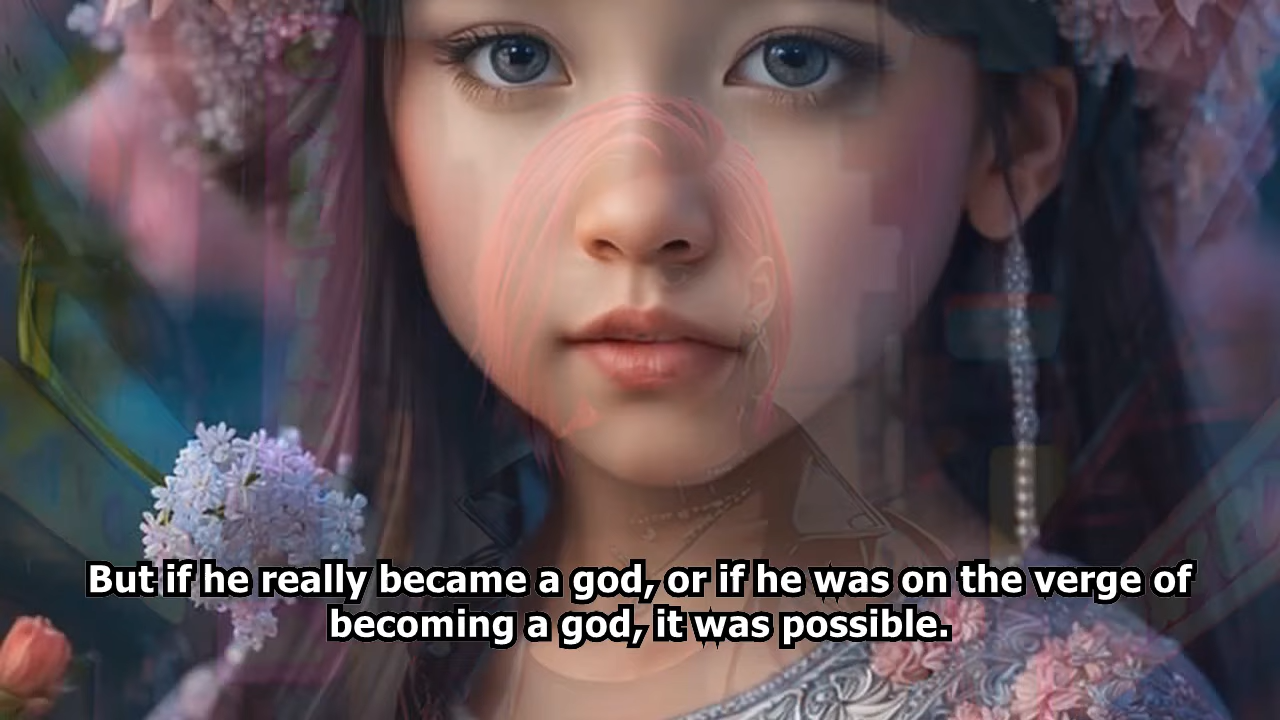 But if he really became a god, or if he was on the verge of
becoming a god, it was possible.